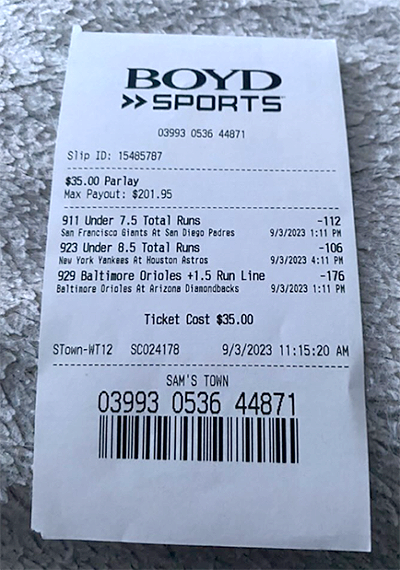 BOYD
SPORTS
03993 0536 44871
Slip ID: 15485787
$35.00 Parlay
Max Payout: $201.95
911 Under 7.5 Total Runs -112
San Francisco Giants At San Diego Padres 9/3/2023 1:11 PM
923 Under 8.5 Total Runs -106
New York Yankees At Houston Astros 9/3/2023 4:11 PM
929 Baltimore Orioles +1.5 Run Line -176
Baltimore Orioles At Arizona Diamondbacks 9/3/2023 1:11 PM
Ticket Cost $35.00
STown-WT12 SCO24178 9/3/2023 11:15:20 AM
SAM'S TOWN
03993 0536 44871